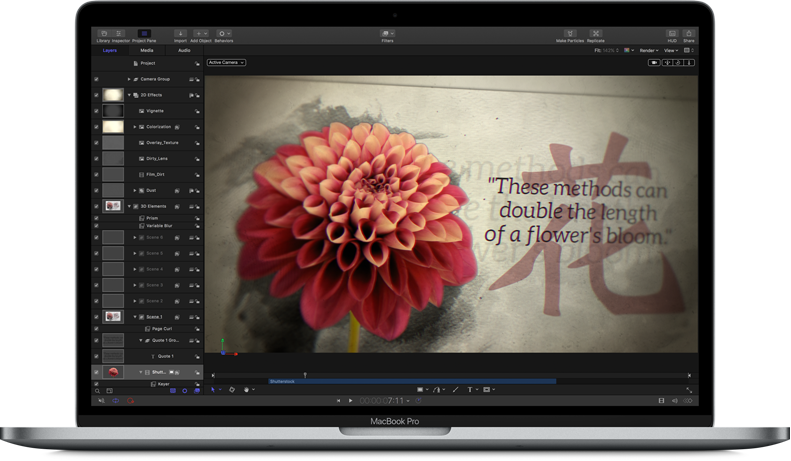 Library Inspector Project Pane Import Add Object Behaviors Filters Make Particles Replicate HUD Share
Layers Media Audio
Fit: 140% Render View
Project
Active Camera
Camera Group
2D Effects
Vignette
Colorization
Overlay_Texture
Dirty_Lens
Film_Dirt
Dust
3D Elements
Prism
Variable Blur
Scene 6
Scene 5
Scene 4
Scene 3
Scene 2
Scene 1
Page Curl
Quote 1 Gro...
Quote 1
Shutt...
Keyer
花
"These methods can
double the length
of a flower's bloom."
Shutterstock
T
7:11
MacBook Pro